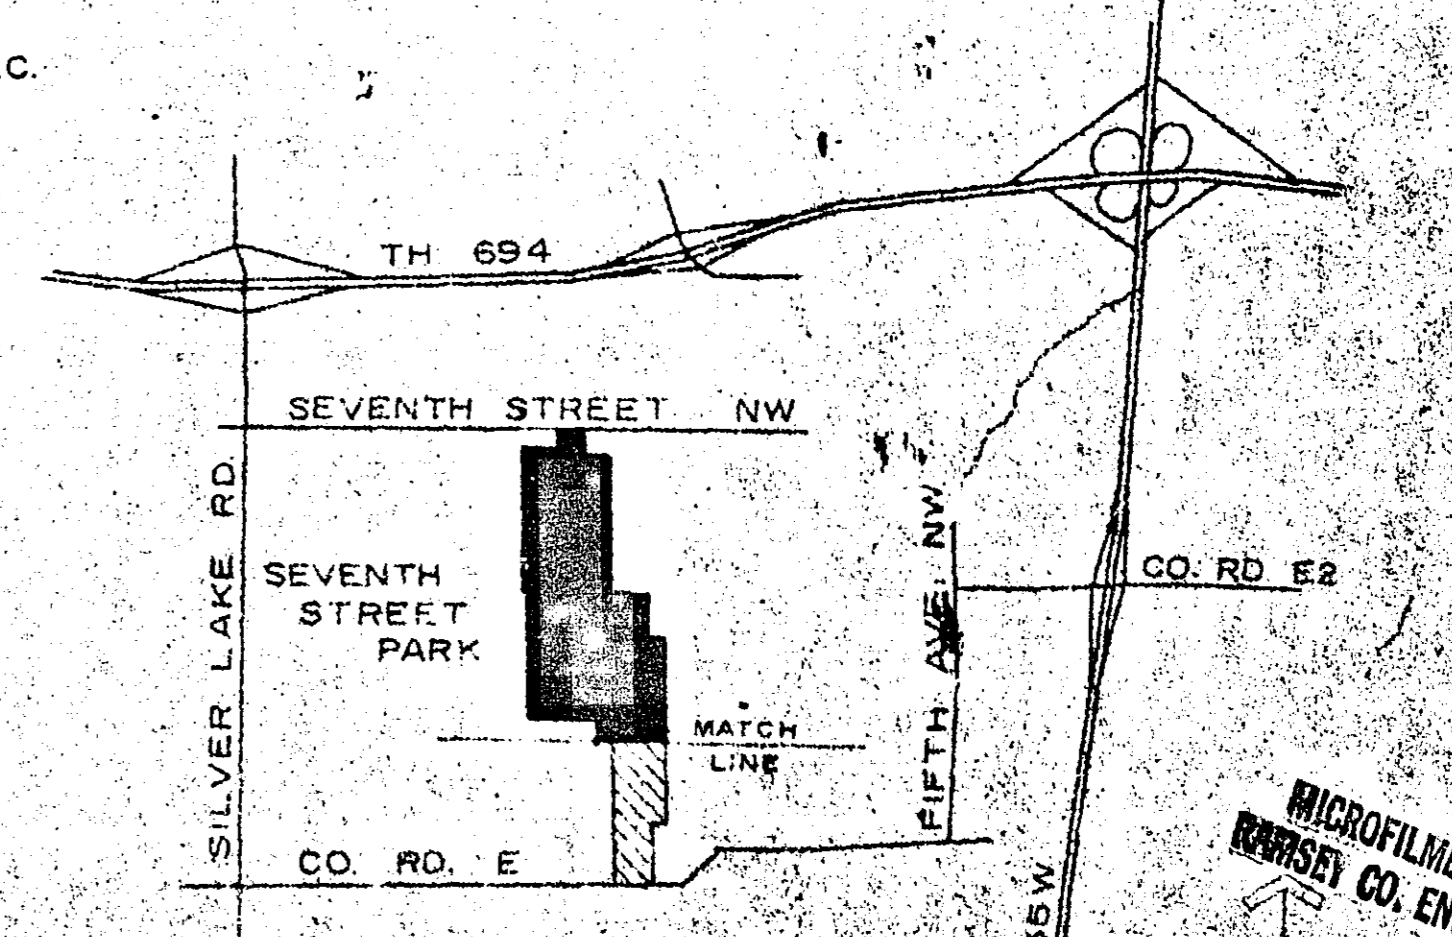 C.
TH 694
SEVENTH STREET NW
SILVER LAKE RD.
SEVENTH
STREET
PARK
FIFTH AVE. NW
CO. RD E2
MATCH
LINE
CO. RD. E
35W
MICROFILME
RAMSEY CO. EN